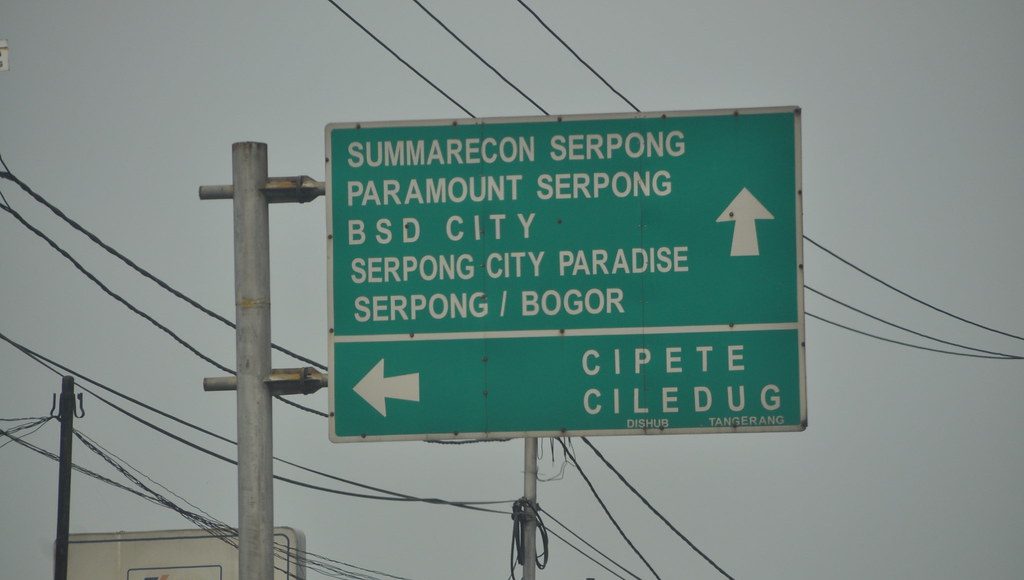 SUMMARECON SERPONG
PARAMOUNT SERPONG
BSD CITY
SERPONG CITY PARADISE
SERPONG / BOGOR
CIPETE
CILEDUG
DISHUB TANGERANG